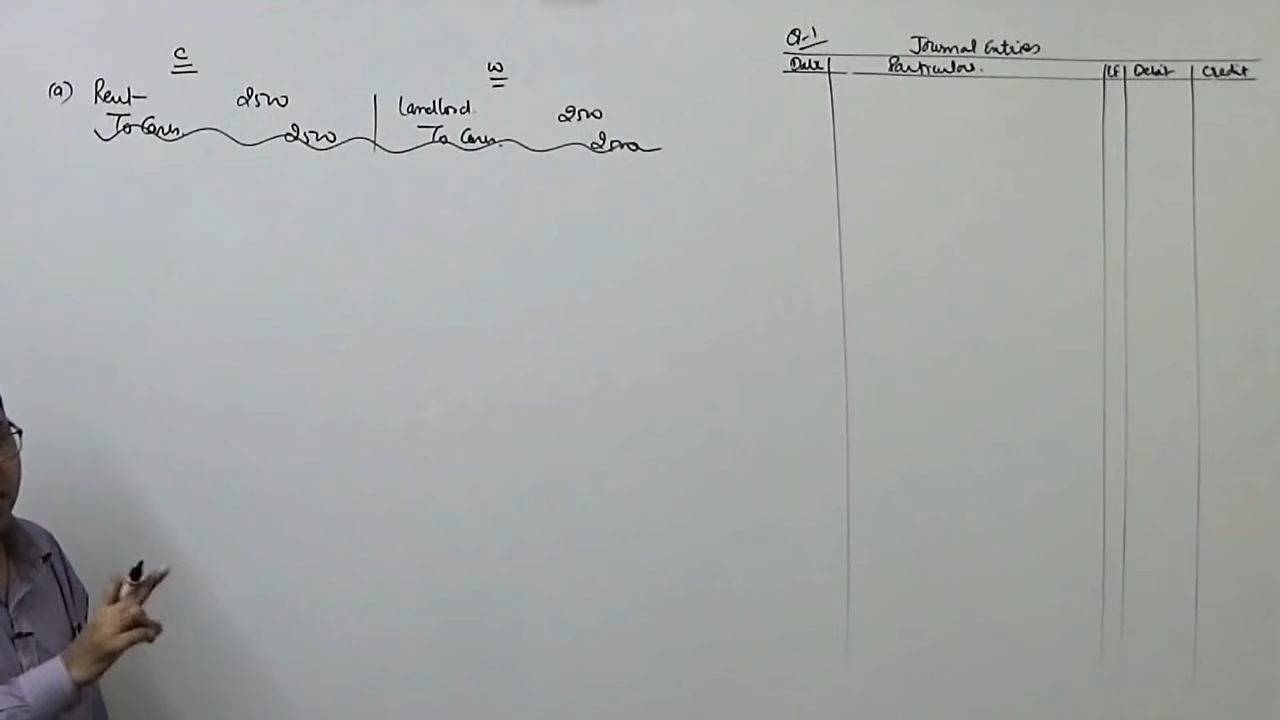 C
W
(a) Rent 2500
To Cash 2500
Landlord 2500
To Cash 2500
Q-1
Journal Entries
Date Particulars. LF Debit Credit